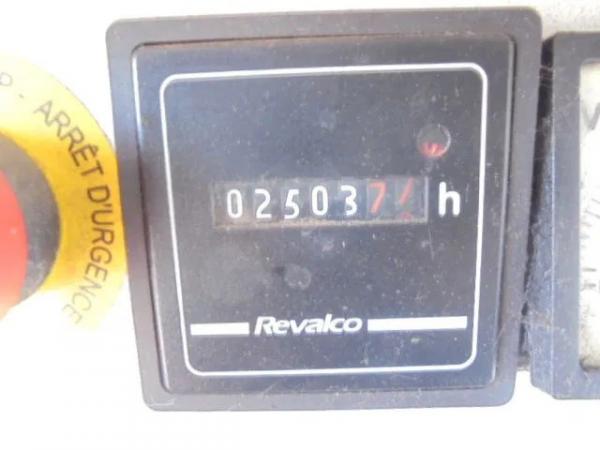 P - ARRÊT D'URGENCE
025037 h
Revalco
V